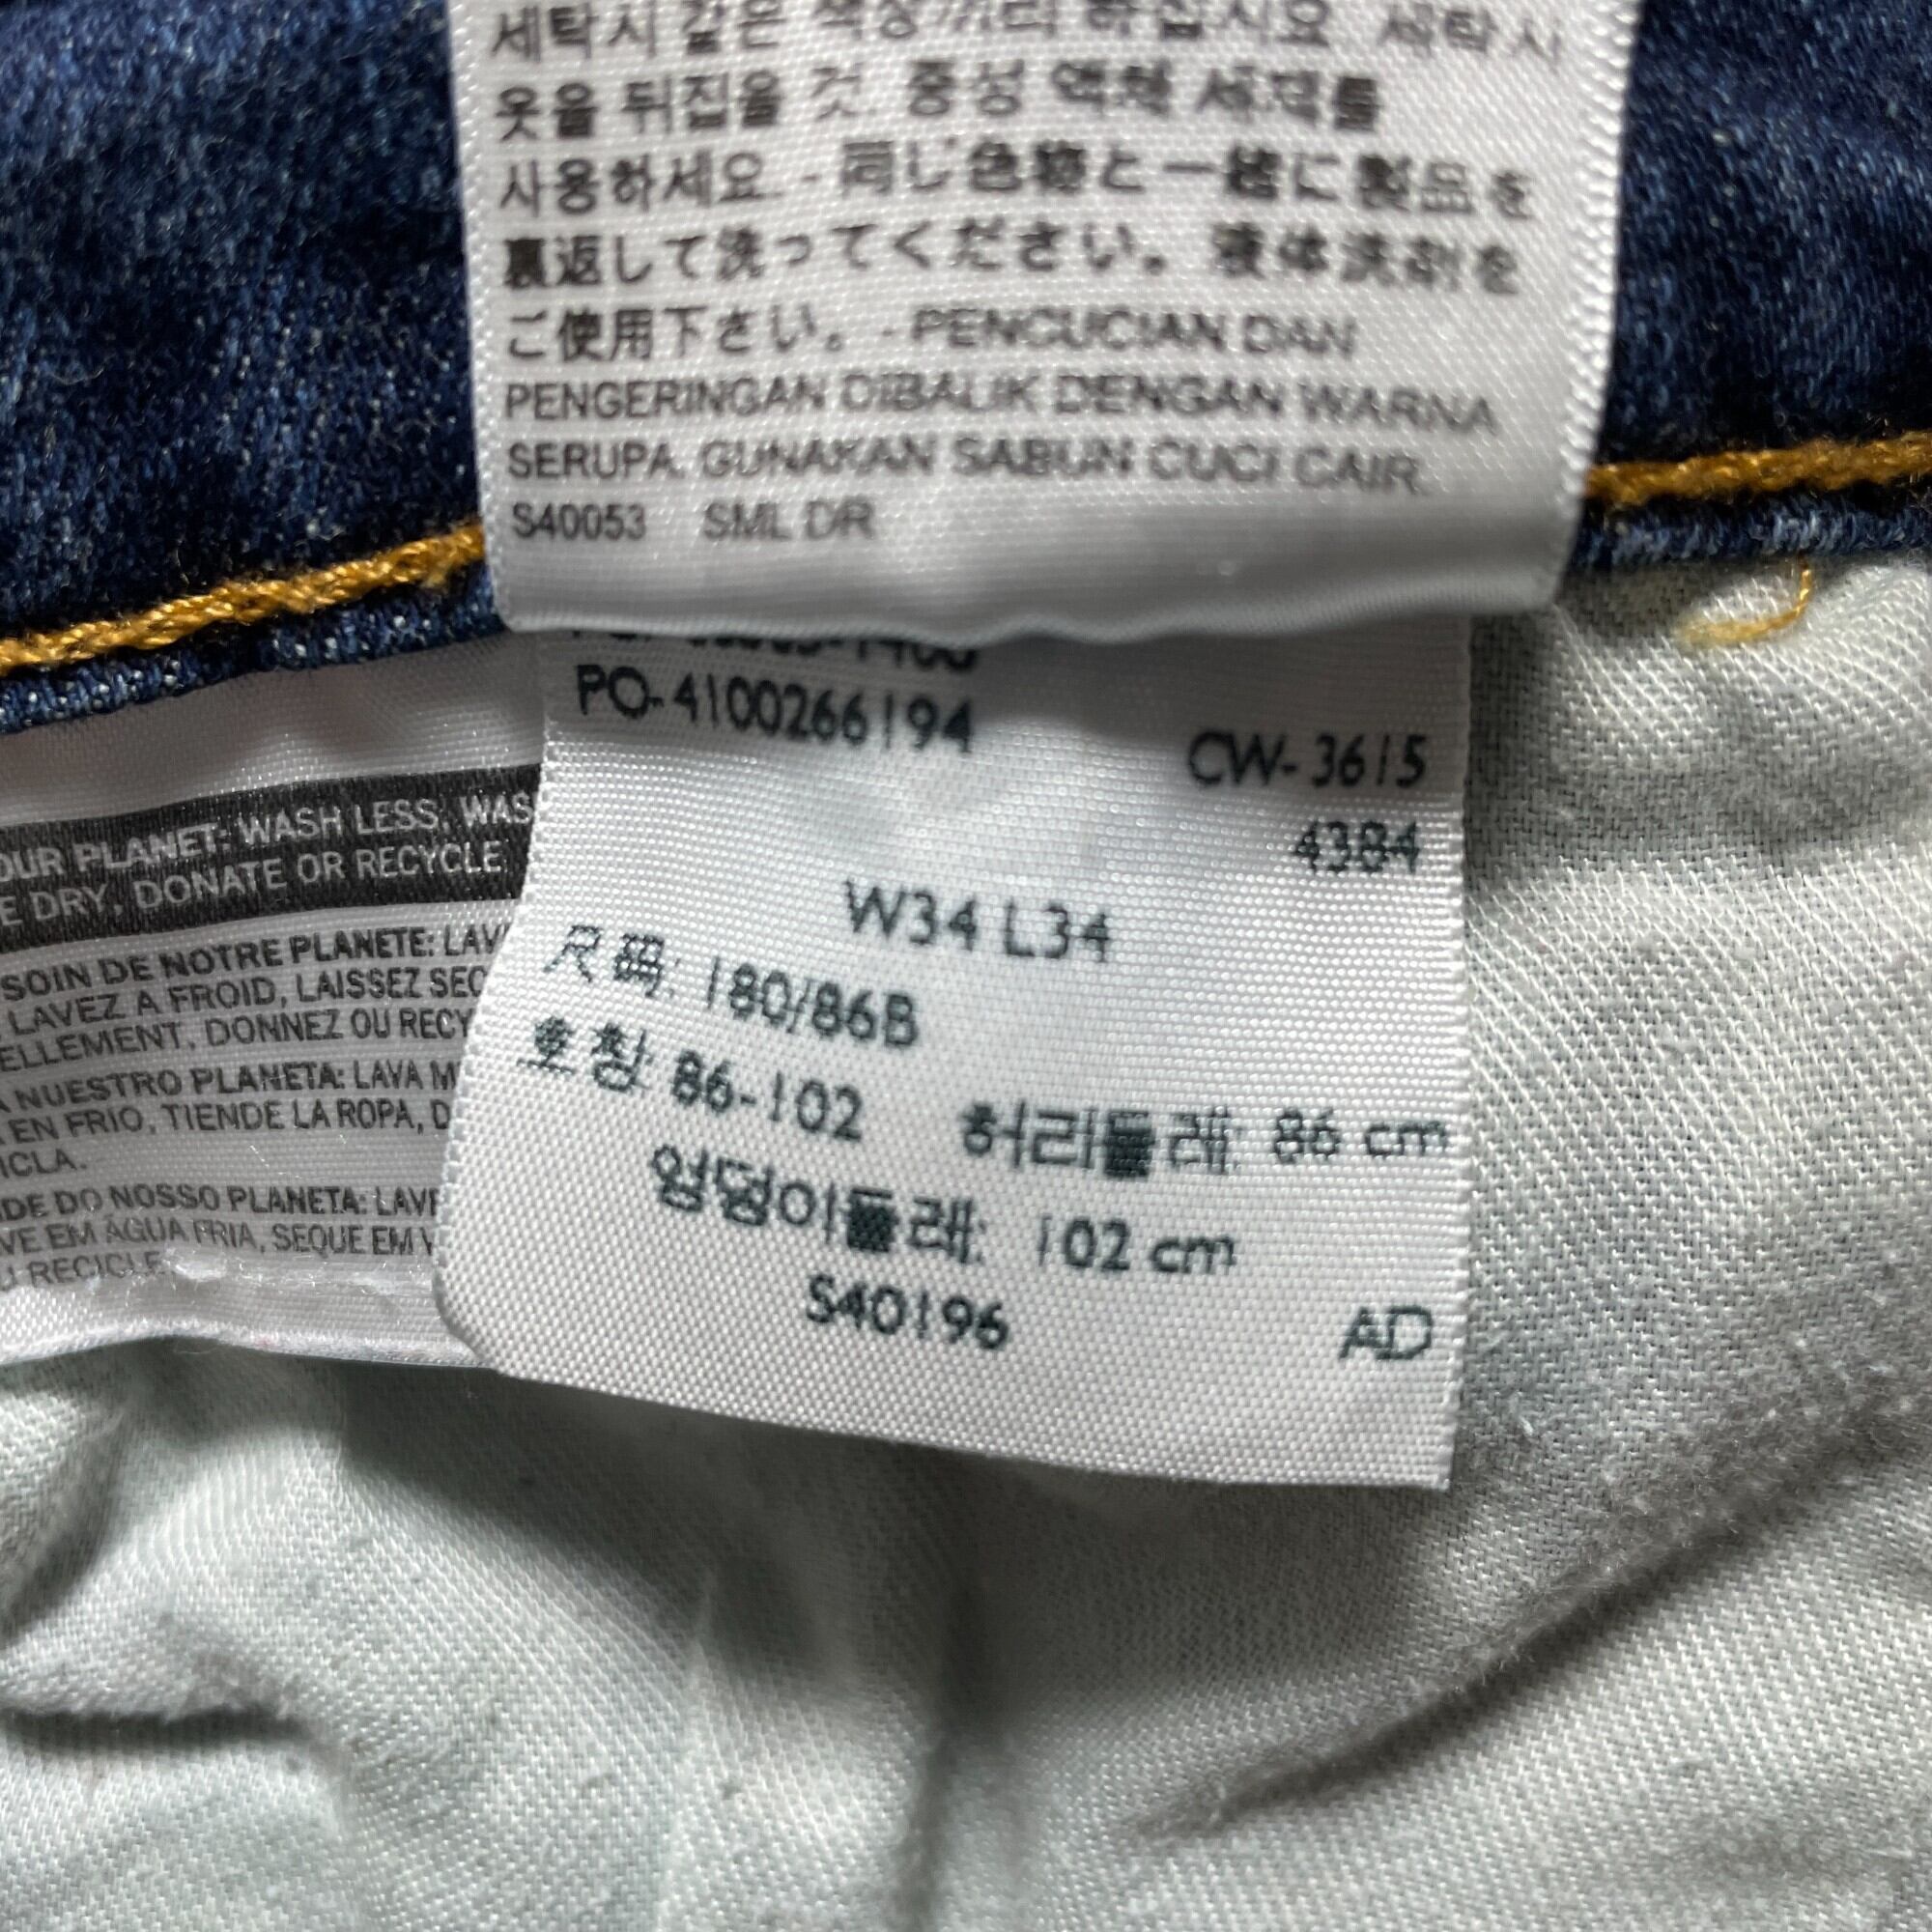 세탁시 같은 색상끼리 하십시요. 세탁시
옷을 뒤집을 것. 중성 액체 세제를
사용하세요. - 同じ色物と一緒に製品を
裏返して洗ってください。液体洗剤を
ご使用下さい。- PENCUCIAN DAN
PENGERINGAN DIBALIK DENGAN WARNA
SERUPA. GUNAKAN SABUN CUCI CAIR.
S40053 SML DR
PO-4100266194
CW-3615
4384
W34 L34
尺码: 180/86B
호칭: 86-102 허리둘레: 86 cm
엉덩이둘레: 102 cm
S40196 AD
OUR PLANET: WASH LESS, WAS
E DRY, DONATE OR RECYCLE
SOIN DE NOTRE PLANETE: LAV
LAVEZ A FROID, LAISSEZ SEC
ELLEMENT, DONNEZ OU RECY
A NUESTRO PLANETA: LAVA M
EN FRIO, TIENDE LA ROPA, D
ICLA.
IDE DO NOSSO PLANETA: LAVE
VE EM ÁGUA FRIA, SEQUE EM V
U RECICLE.